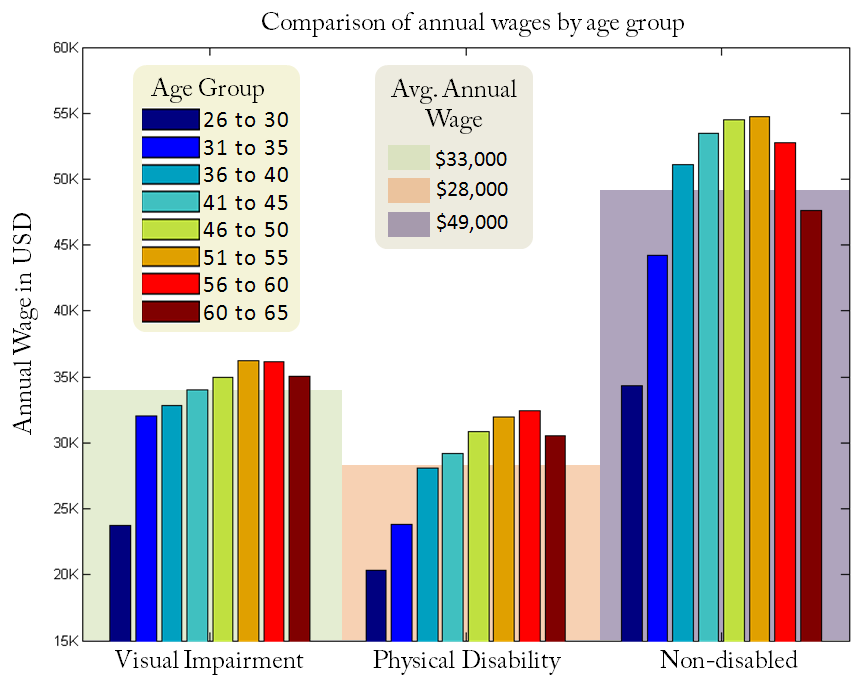 Comparison of annual wages by age group
60K
55K
50K
45K
40K
35K
30K
25K
20K
15K
Annual Wage in USD
Age Group
26 to 30
31 to 35
36 to 40
41 to 45
46 to 50
51 to 55
56 to 60
60 to 65
Avg. Annual
Wage
$33,000
$28,000
$49,000
Visual Impairment
Physical Disability
Non-disabled